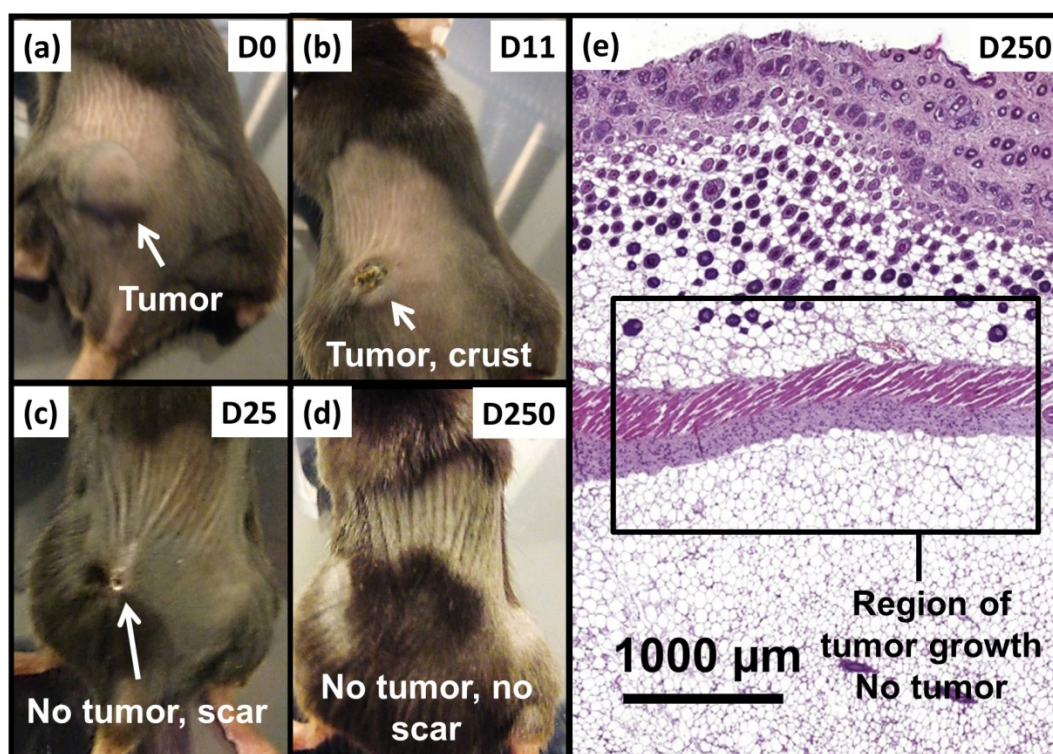 (a) D0
Tumor
(b) D11
Tumor, crust
(c) D25
No tumor, scar
(d) D250
No tumor, no
scar
(e) D250
Region of
tumor growth
No tumor
1000 µm